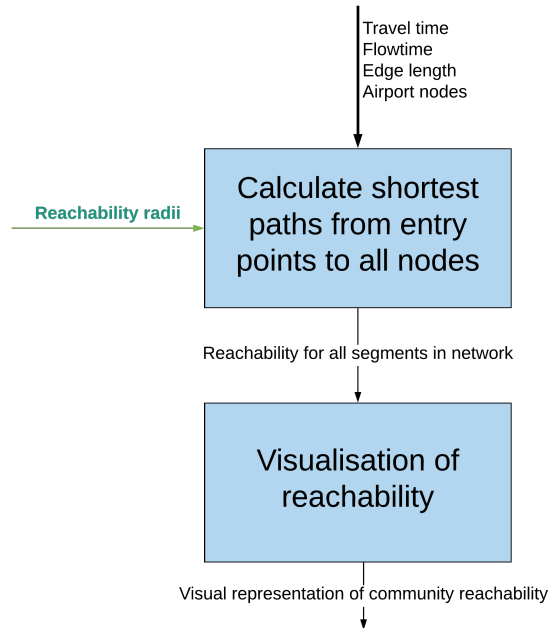 Travel time
Flowtime
Edge length
Airport nodes
Reachability radii
Calculate shortest
paths from entry
points to all nodes
Reachability for all segments in network
Visualisation of
reachability
Visual representation of community reachability